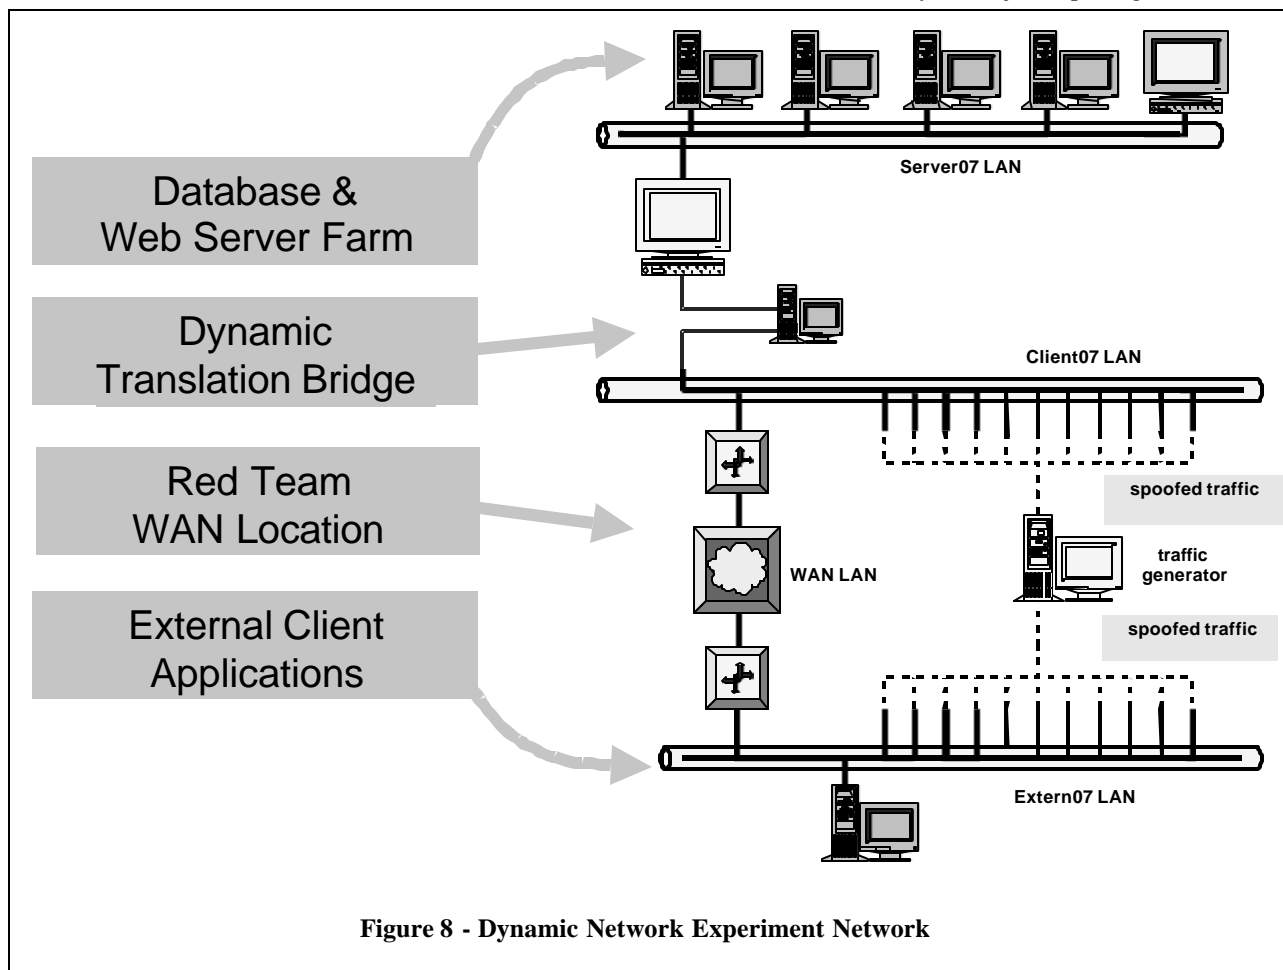 Server07 LAN
Database &
Web Server Farm
Dynamic
Translation Bridge
Client07 LAN
Red Team
WAN Location
spoofed traffic
WAN LAN
traffic
generator
External Client
Applications
spoofed traffic
Extern07 LAN
Figure 8 - Dynamic Network Experiment Network